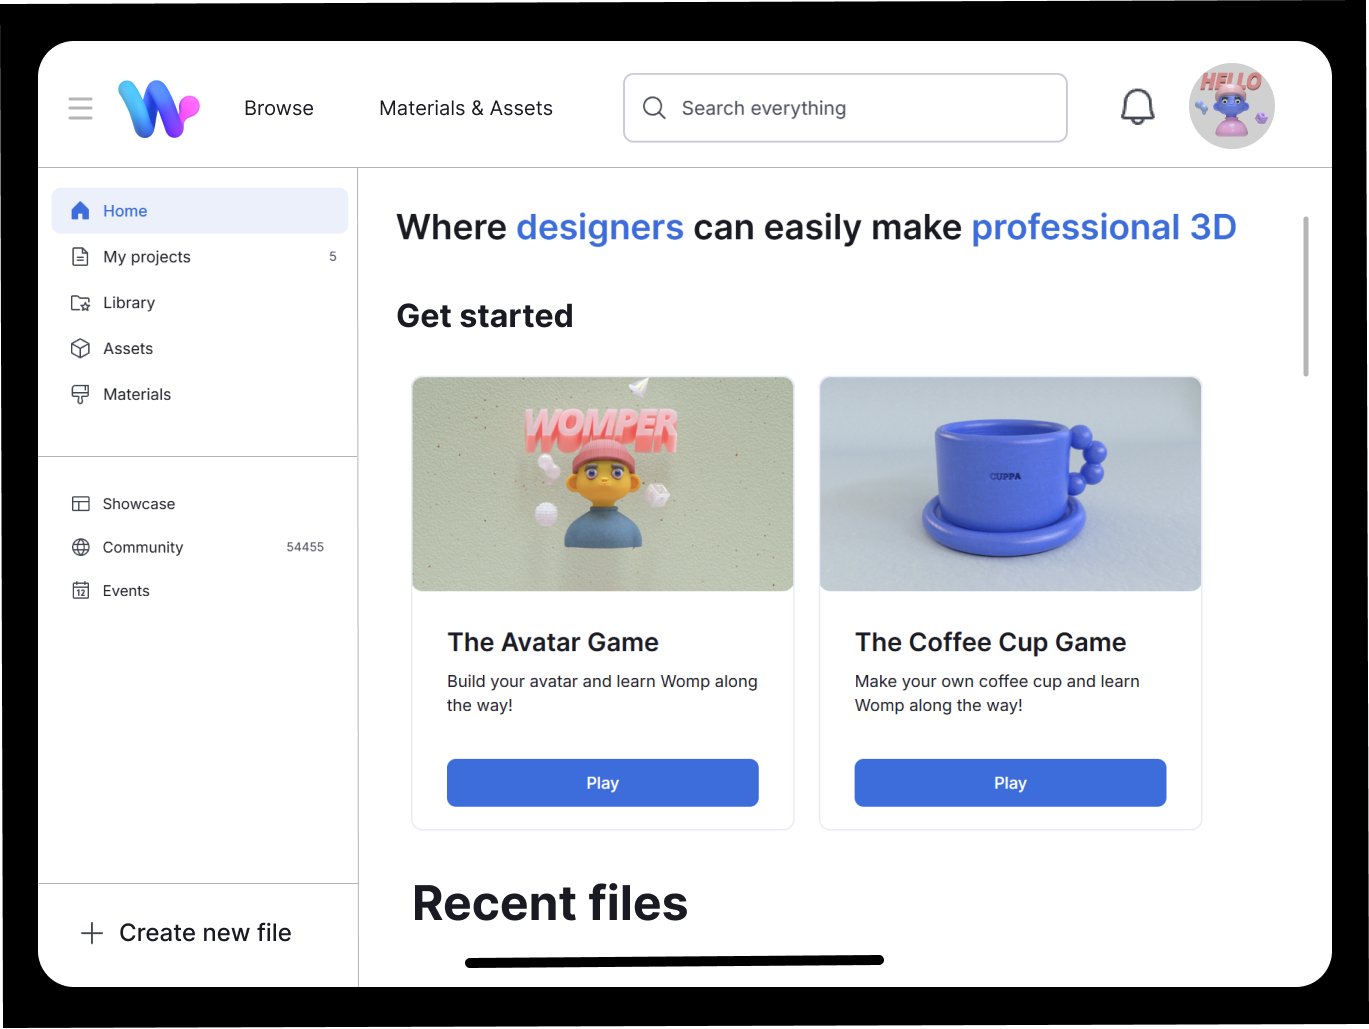 Browse
Materials & Assets
Search everything
HELLO
Home
My projects 5
Library
Assets
Materials
Showcase
Community 54455
12 Events
Create new file
Where designers can easily make professional 3D
Get started
WOMPER
The Avatar Game
Build your avatar and learn Womp along
the way!
Play
CUPPA
The Coffee Cup Game
Make your own coffee cup and learn
Womp along the way!
Play
Recent files